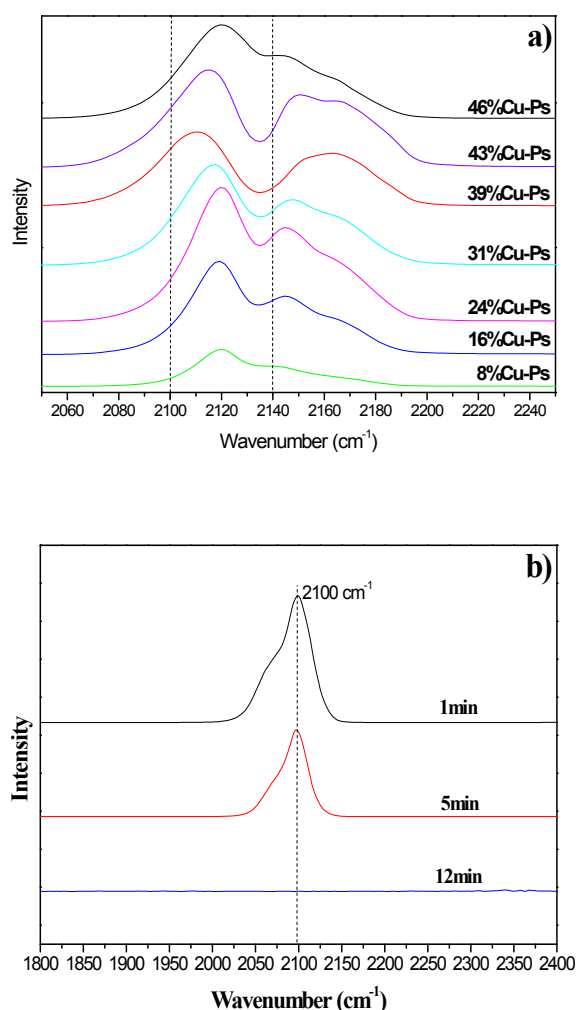 a)
46%Cu-Ps
43%Cu-Ps
39%Cu-Ps
31%Cu-Ps
24%Cu-Ps
16%Cu-Ps
8%Cu-Ps
Intensity
2060 2080 2100 2120 2140 2160 2180 2200 2220 2240
Wavenumber (cm⁻¹)
b)
2100 cm⁻¹
1min
5min
12min
Intensity
1800 1850 1900 1950 2000 2050 2100 2150 2200 2250 2300 2350 2400
Wavenumber (cm⁻¹)